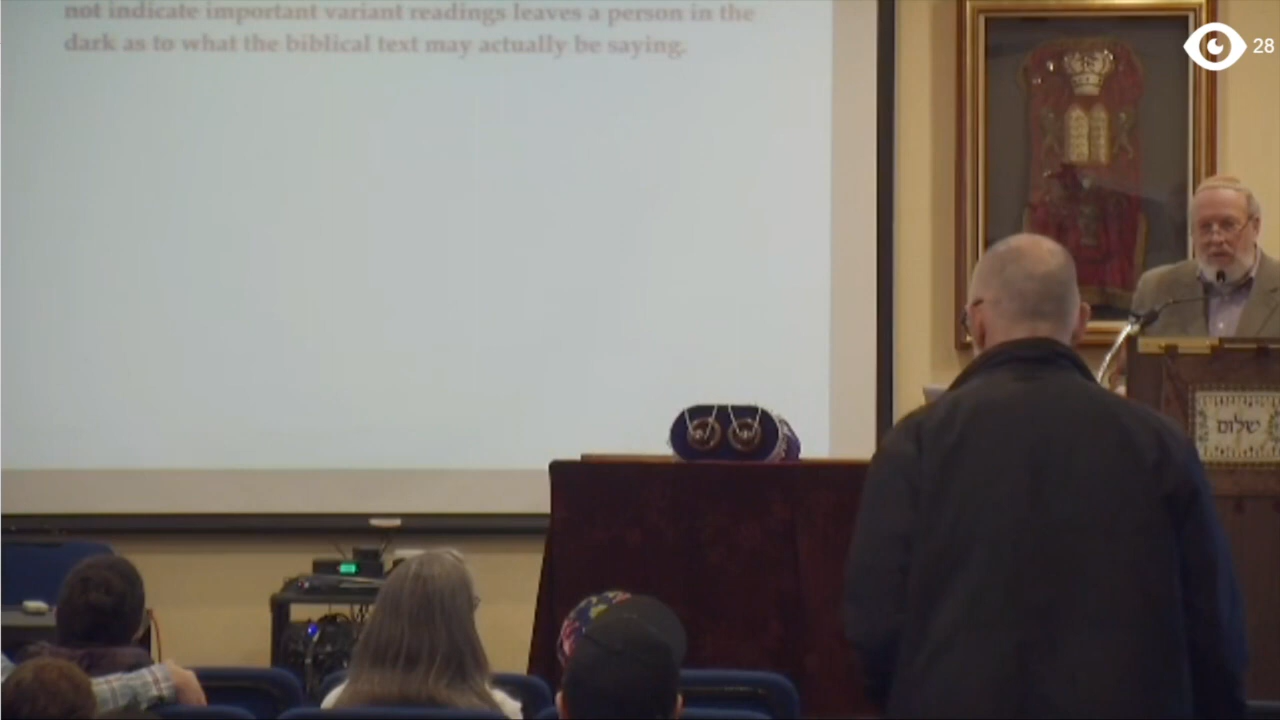 not indicate important variant readings leaves a person in the
dark as to what the biblical text may actually be saying.
28
שלום